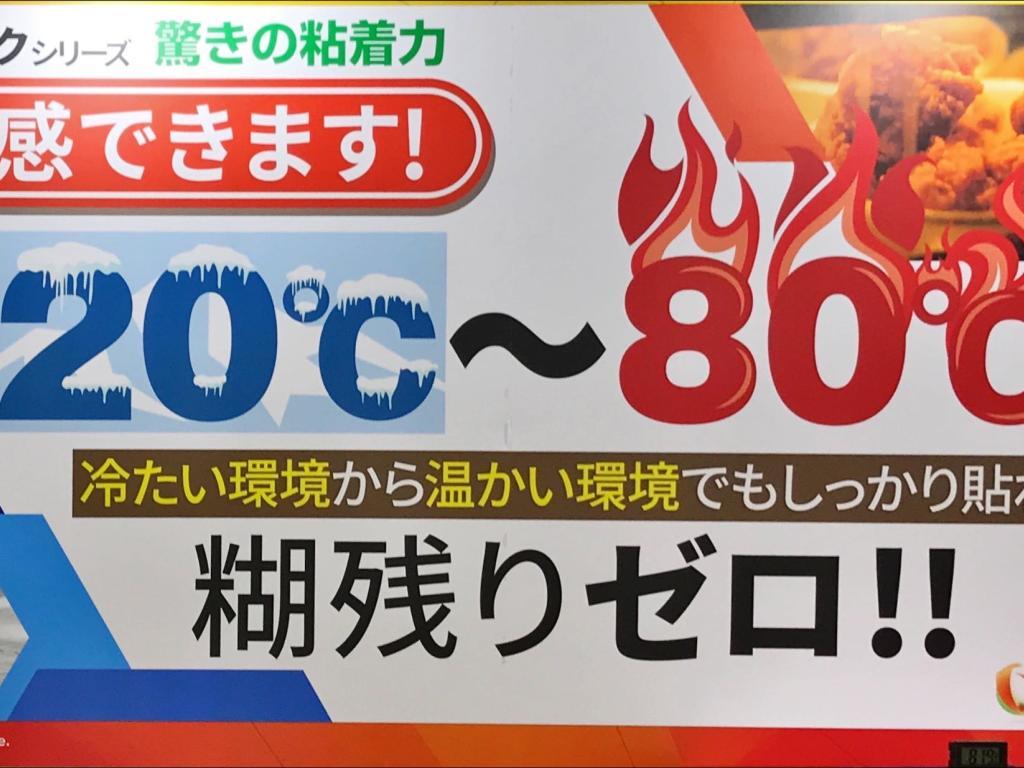 クシリーズ 驚きの粘着力
感できます!
20℃～80℃
冷たい環境から温かい環境でもしっかり貼れ
糊残りゼロ!!
e.